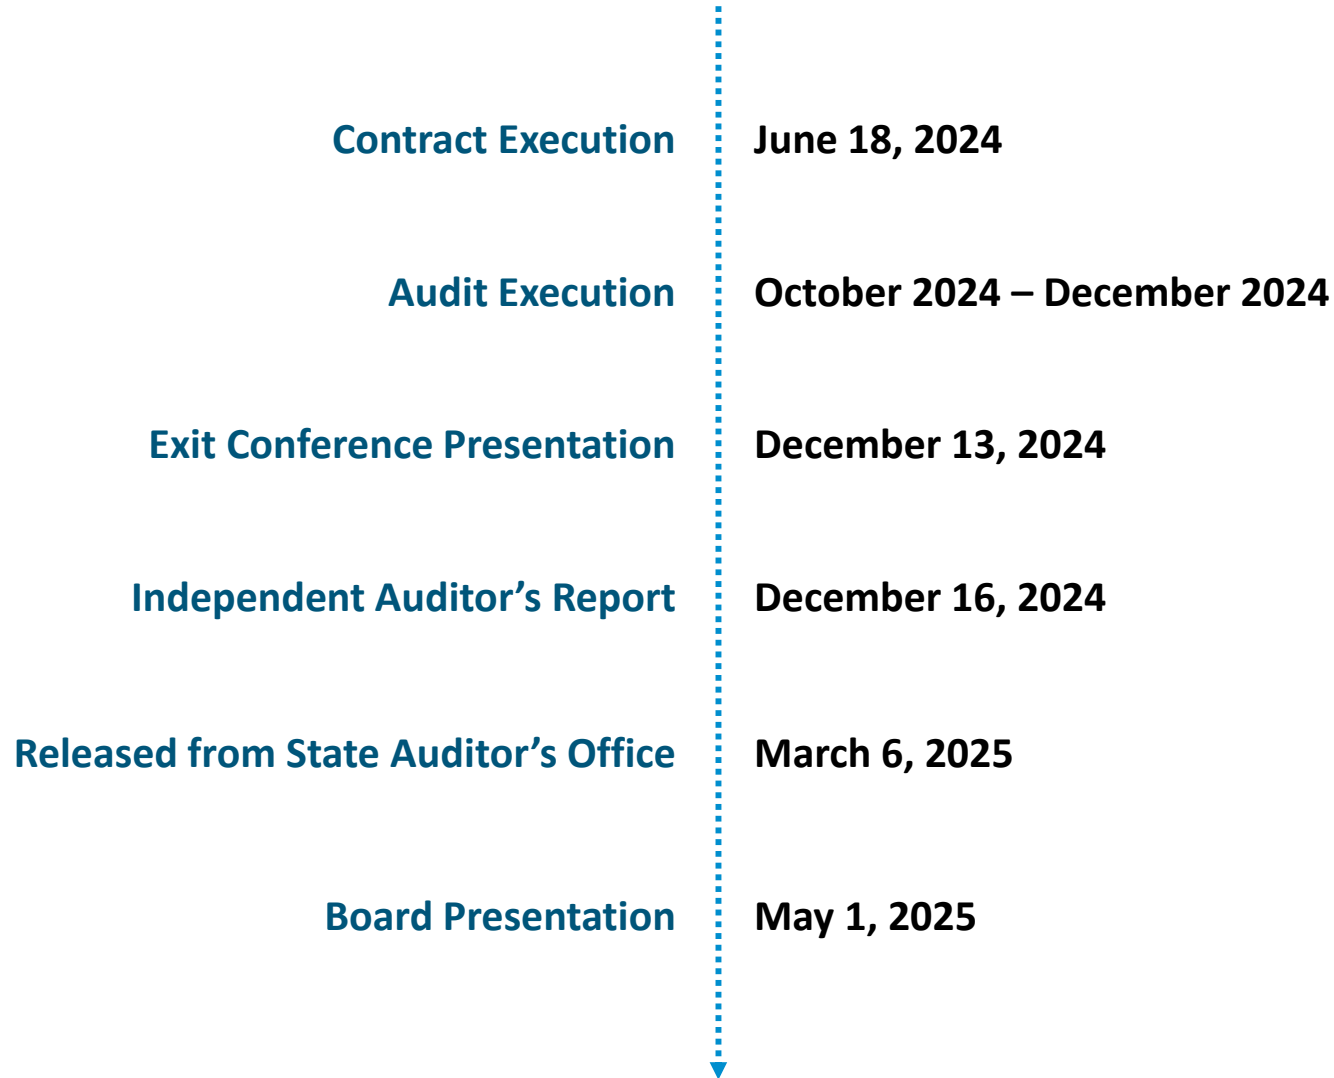 Contract Execution June 18, 2024
Audit Execution October 2024 – December 2024
Exit Conference Presentation December 13, 2024
Independent Auditor’s Report December 16, 2024
Released from State Auditor’s Office March 6, 2025
Board Presentation May 1, 2025